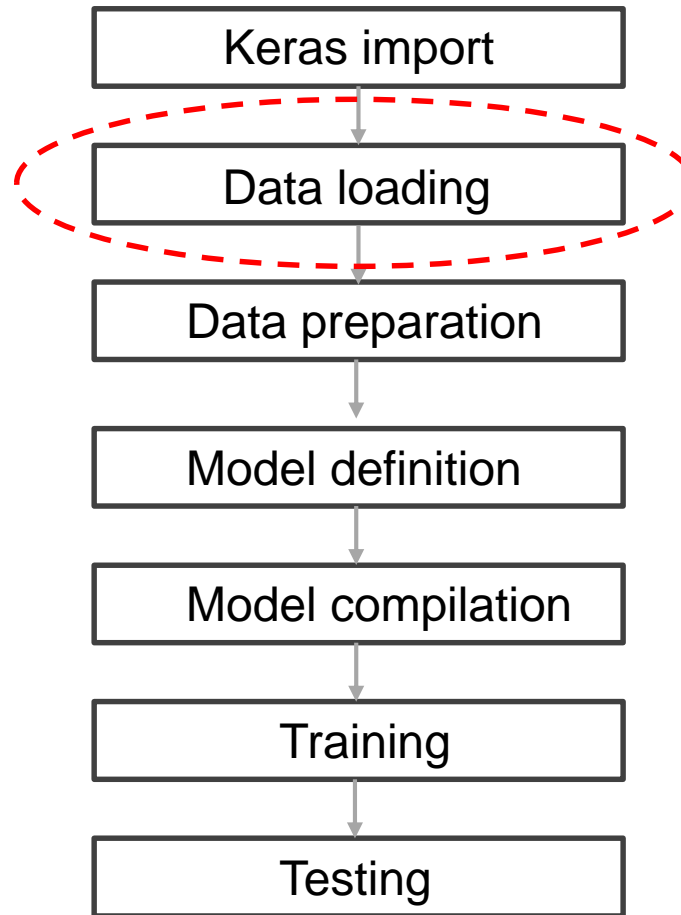 Keras import
Data loading
Data preparation
Model definition
Model compilation
Training
Testing